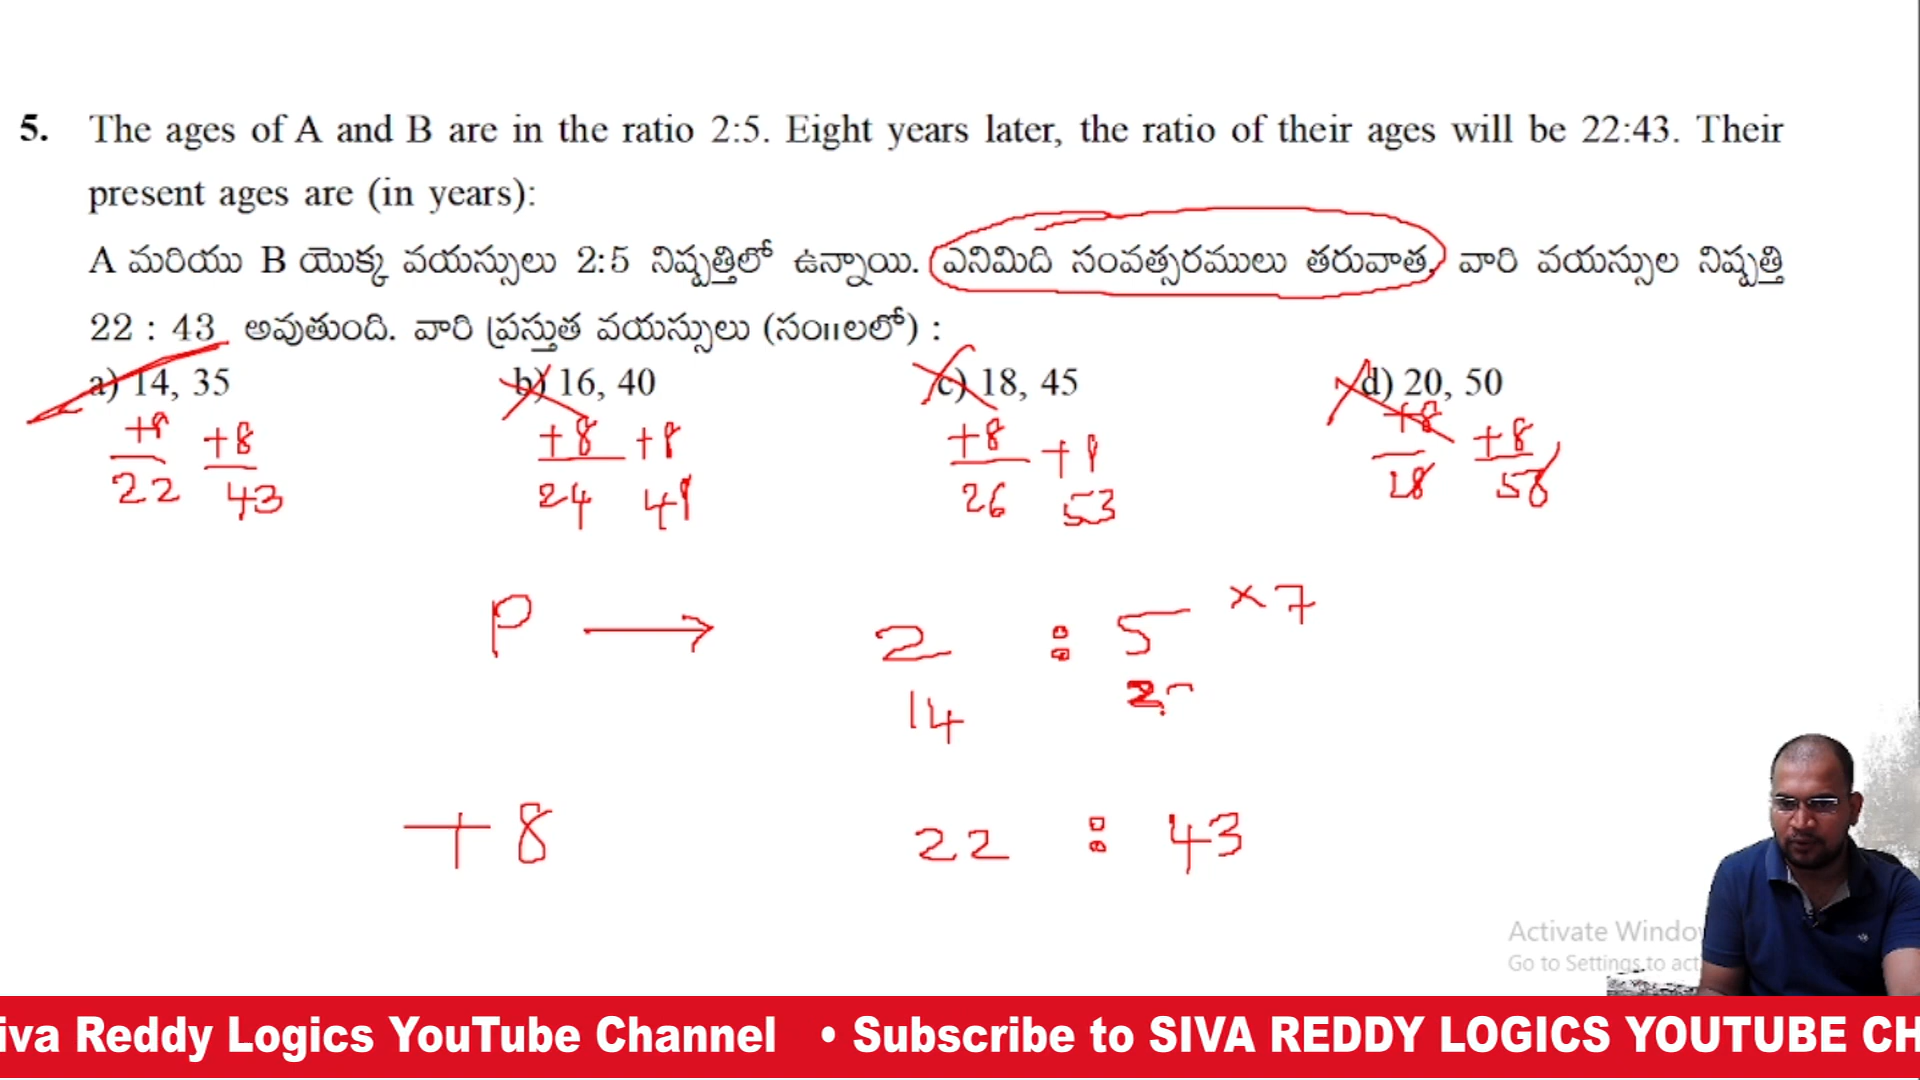 5. The ages of A and B are in the ratio 2:5. Eight years later, the ratio of their ages will be 22:43. Their
present ages are (in years):
A మరియు B యొక్క వయస్సులు 2:5 నిష్పత్తిలో ఉన్నాయి. ఎనిమిది సంవత్సరములు తరువాత, వారి వయస్సుల నిష్పత్తి
22 : 43 అవుతుంది. వారి ప్రస్తుత వయస్సులు (సం॥లలో) :
a) 14, 35 b) 16, 40 c) 18, 45 d) 20, 50
+8 +8 +8 +8 +8 +8 +8 +8
22 43 24 48 26 53 28 58
P → 2 : 5 ×7
14
+8 22 : 43
Activate Windo
Go to Settings to act
iva Reddy Logics YouTube Channel • Subscribe to SIVA REDDY LOGICS YOUTUBE CH